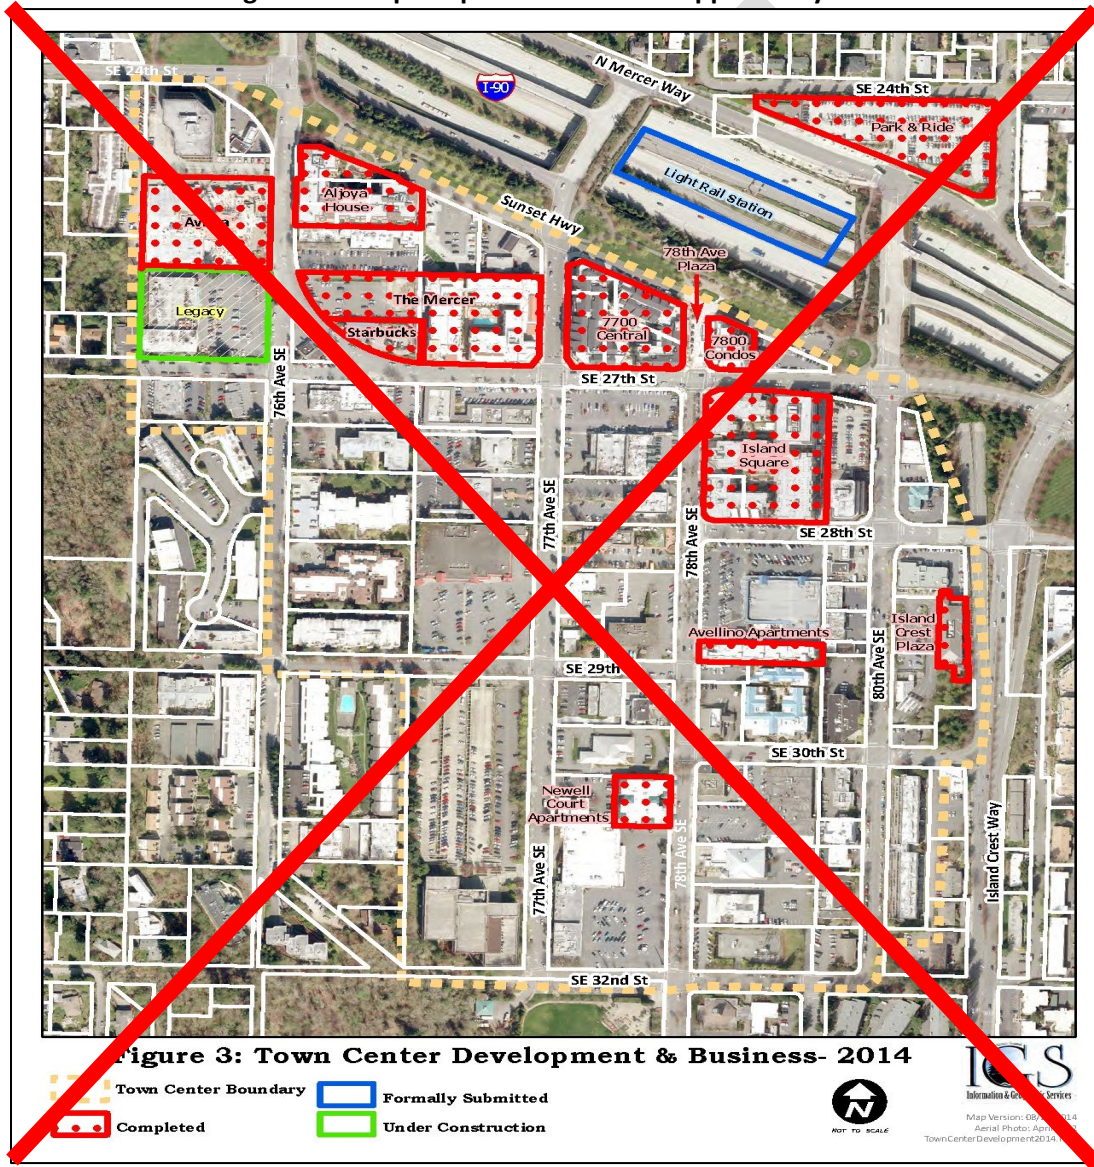 SE 24th St
I-90
N Mercer Way
SE 24th St
Park & Ride
Light Rail Station
Aljoya
House
Sunset Hwy
78th Ave
Plaza
Legacy
The Mercer
Starbucks
7700
Central
7800
Condos
SE 27th St
76th Ave SE
Island
Square
77th Ave SE
78th Ave SE
SE 28th St
Avellino Apartments
Island
Crest
Plaza
80th Ave SE
SE 29th
SE 30th St
Newell
Court
Apartments
77th Ave SE
78th Ave SE
Island Crest Way
SE 32nd St
Figure 3: Town Center Development & Business- 2014
Town Center Boundary
Completed
Formally Submitted
Under Construction
N
NOT TO SCALE
IGS
Information & Geographic Services
Map Version:
Aerial Photo: